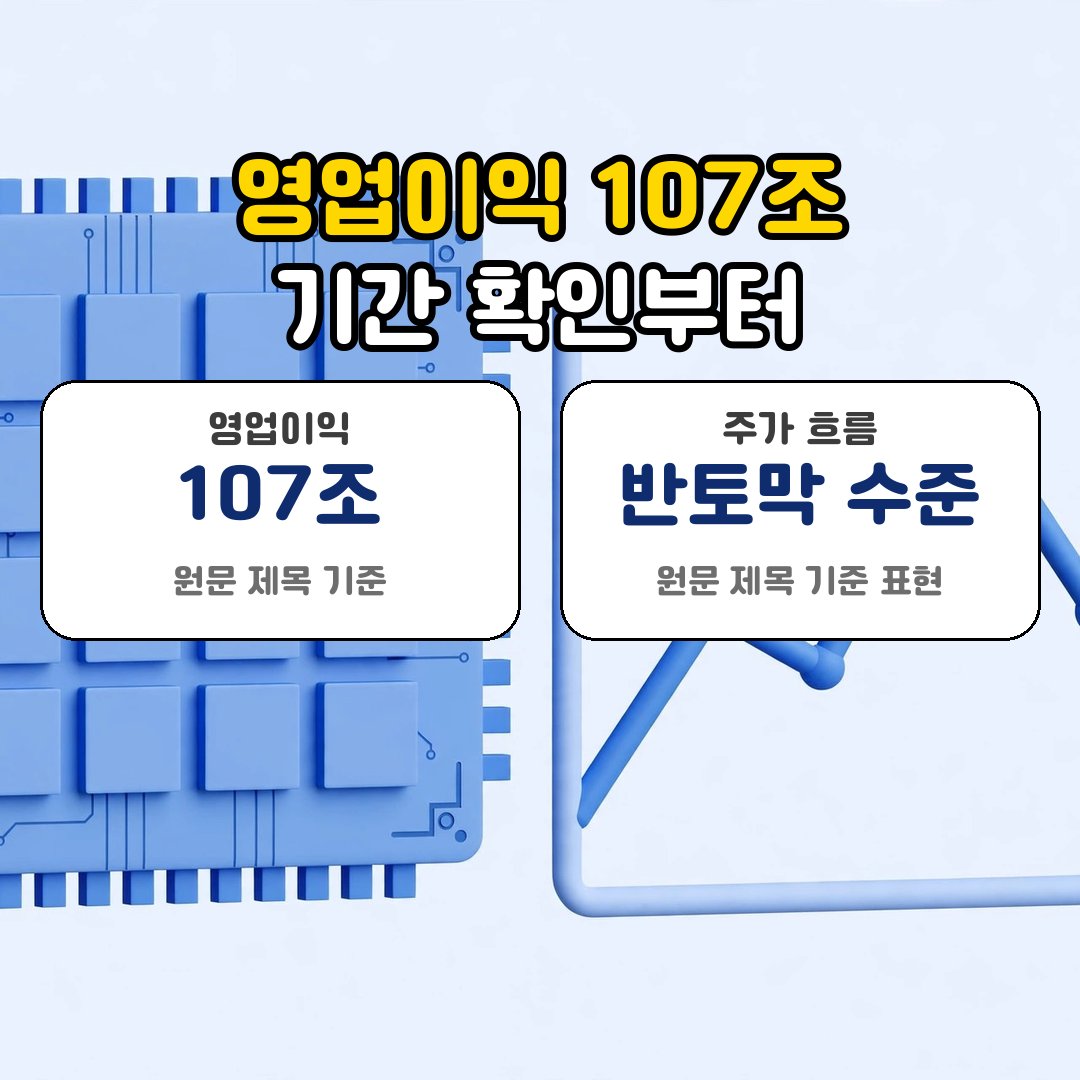 영업이익 107조
기간 확인부터
영업이익
107조
원문 제목 기준
주가 흐름
반토막 수준
원문 제목 기준 표현